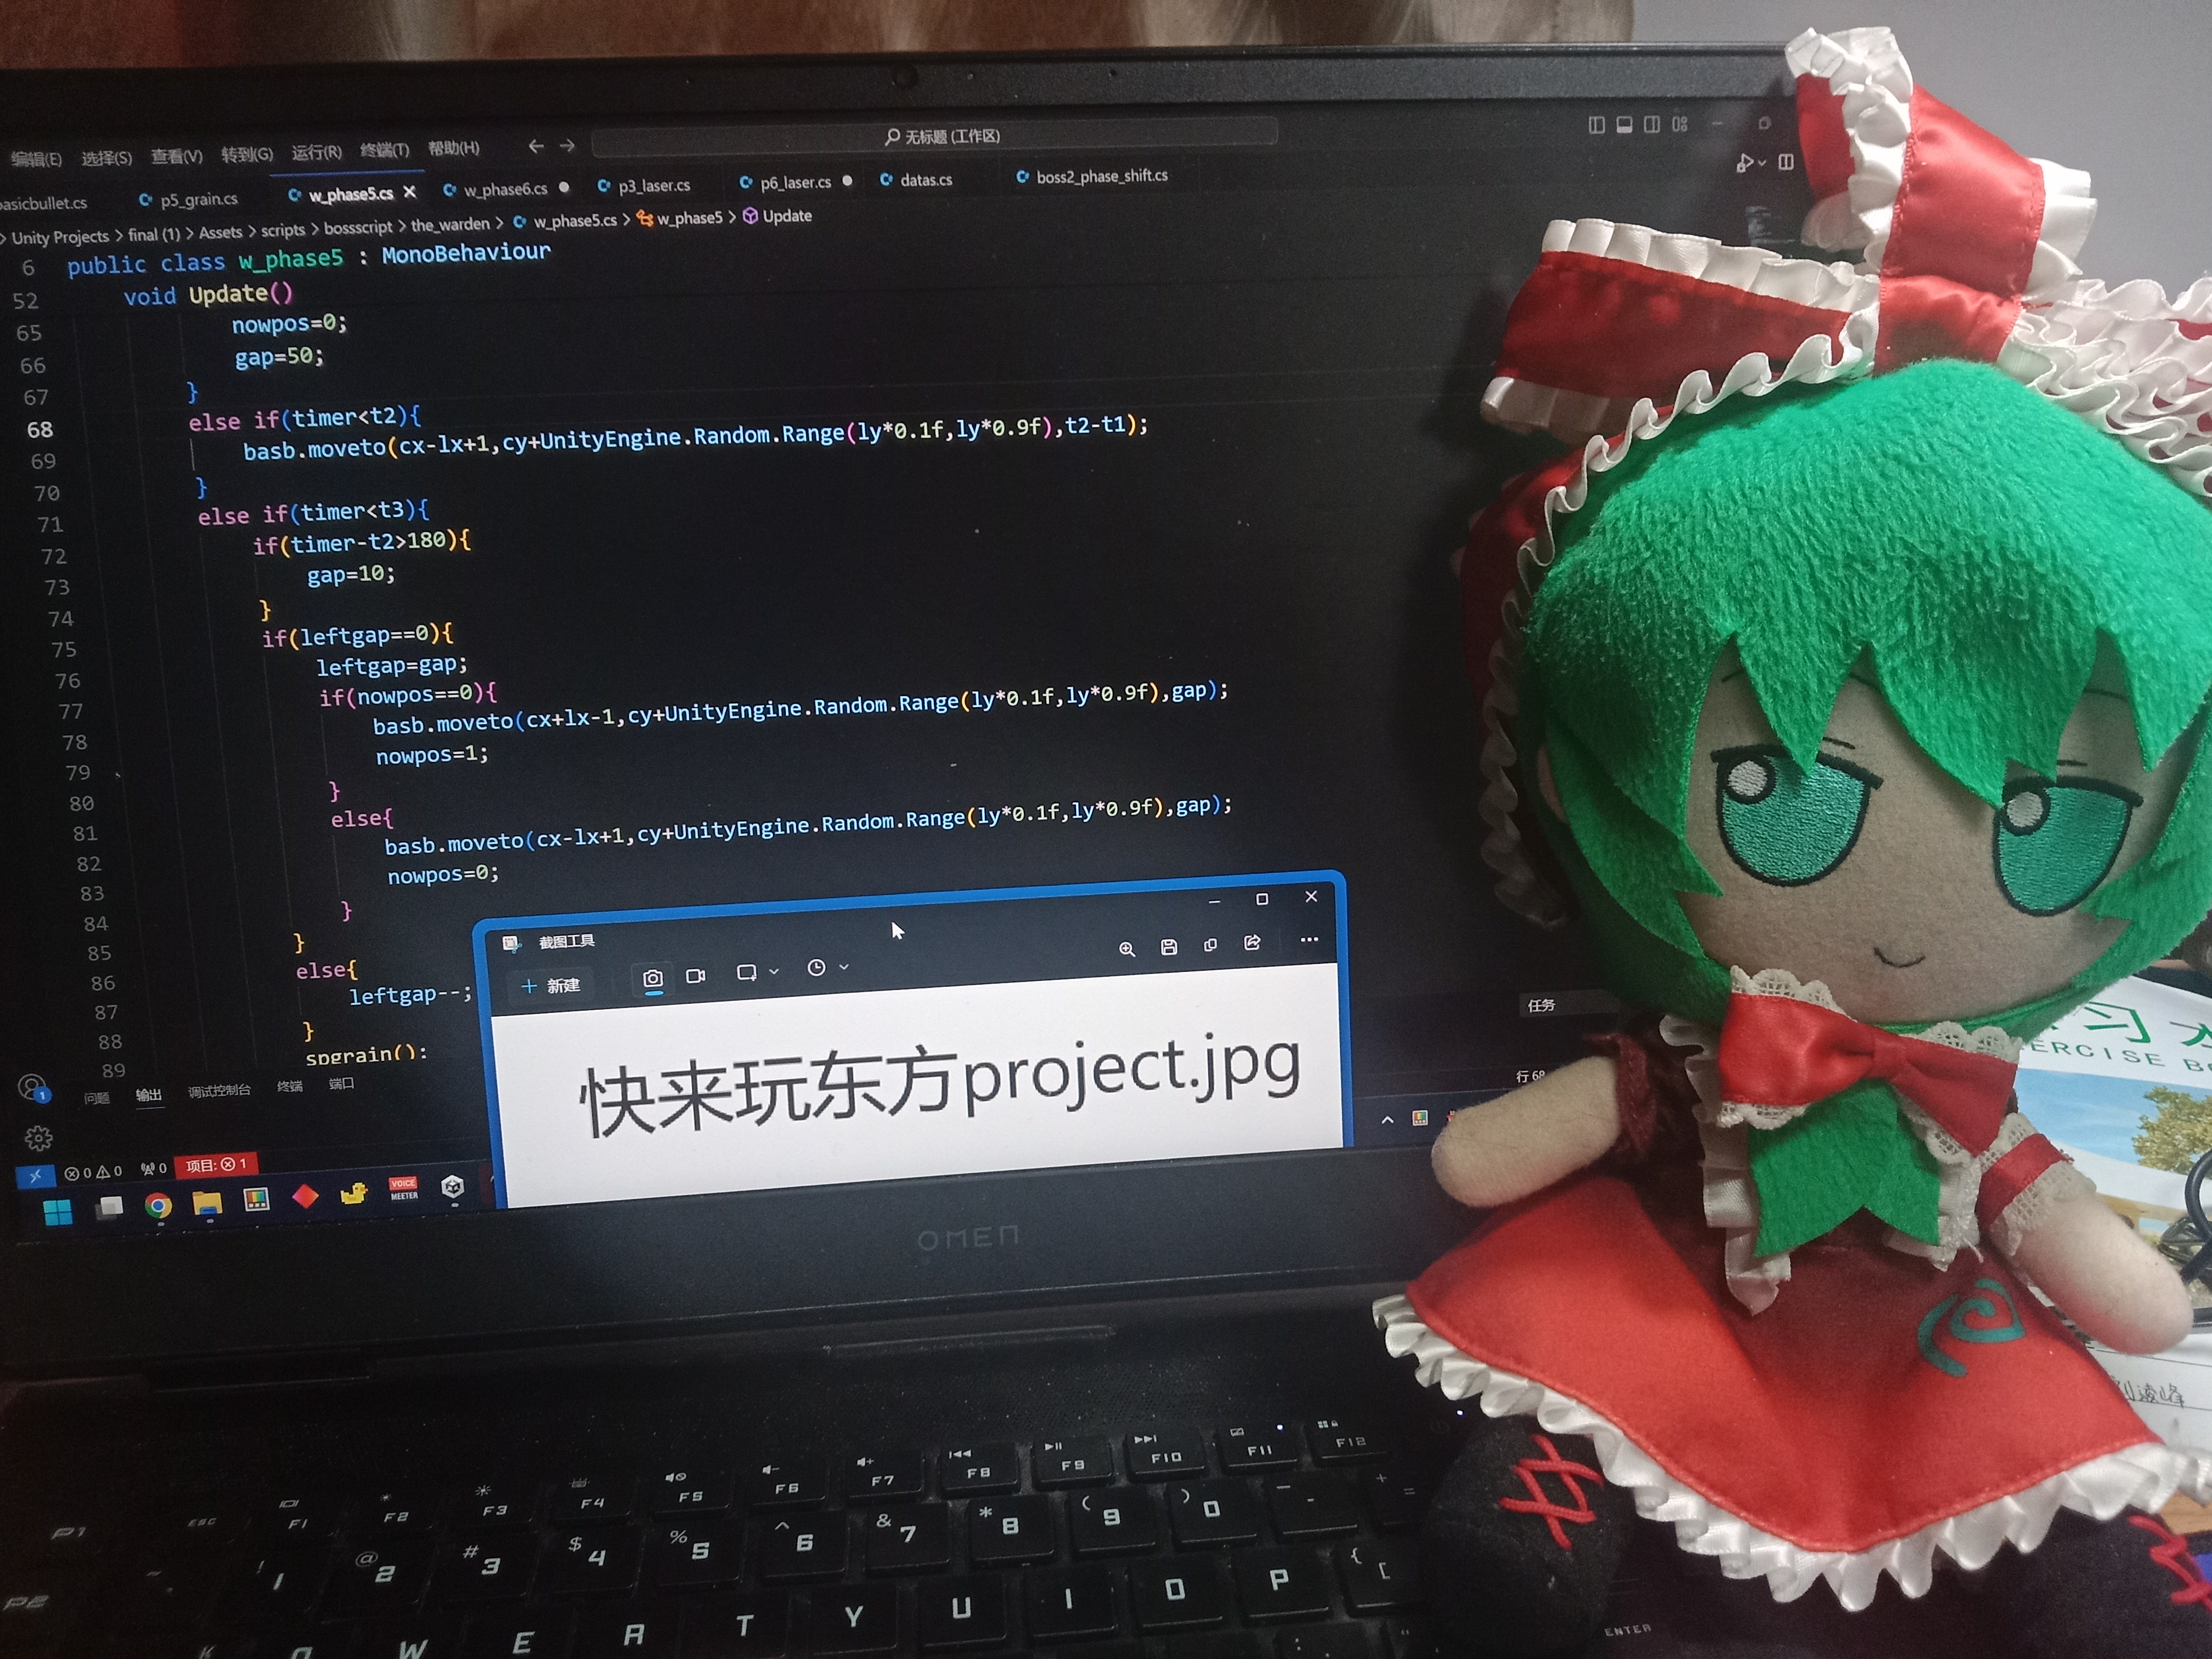 编辑(E) 选择(S) 查看(V) 转到(G) 运行(R) 终端(T) 帮助(H) 无标题 (工作区)
asicbullet.cs p5_grain.cs w_phase5.cs w_phase6.cs p3_laser.cs p6_laser.cs datas.cs boss2_phase_shift.cs
Unity Projects > final (1) > Assets > scripts > bossscript > the_warden > w_phase5.cs > w_phase5 > Update
6 public class w_phase5 : MonoBehaviour
52 void Update()
65 nowpos=0;
66 gap=50;
67 }
68 else if(timer<t2){
69 basb.moveto(cx-lx+1,cy+UnityEngine.Random.Range(ly*0.1f,ly*0.9f),t2-t1);
70 }
71 else if(timer<t3){
72 if(timer-t2>180){
73 gap=10;
74 }
75 if(leftgap==0){
76 leftgap=gap;
77 if(nowpos==0){
78 basb.moveto(cx+lx-1,cy+UnityEngine.Random.Range(ly*0.1f,ly*0.9f),gap);
79 nowpos=1;
80 }
81 else{
82 basb.moveto(cx-lx+1,cy+UnityEngine.Random.Range(ly*0.1f,ly*0.9f),gap);
83 nowpos=0;
84 }
85 }
86 else{
87 leftgap--;
88 }
89 spgrain();
截图工具
新建
快来玩东方project.jpg
任务
问题 输出 调试控制台 终端 端口
行 68
1
0 0 0 项目: 1
VOICE
MEETER
OMEN
习
ERCISE B
P1 ESC F1 F2 F3 F4 F5 F6 F7 F8 F9 F10 F11 F12
~ ! 1 @ 2 # 3 $ 4 % 5 ^ 6 & 7 * 8 ( 9 ) 0 _ - + =
P2 Q W E R T Y U I O P { [
K : "
ENTER